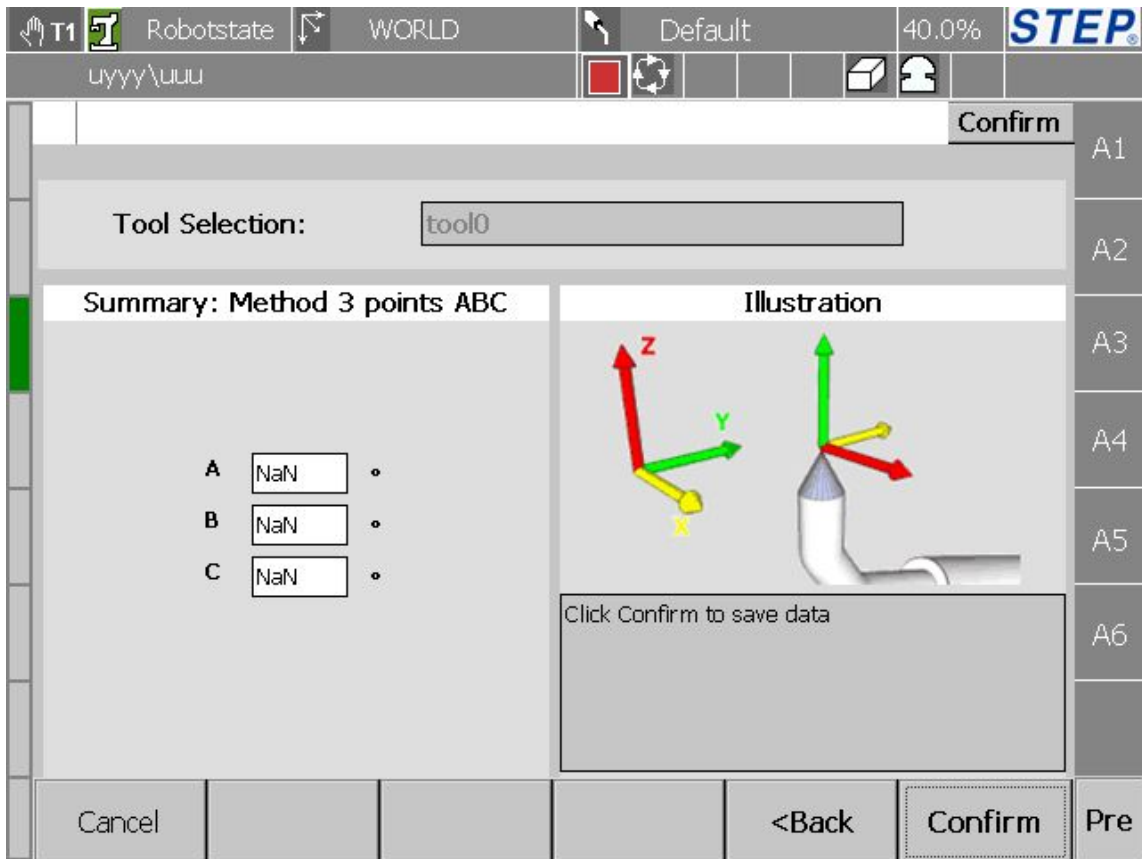 T1 Robotstate WORLD Default 40.0% STEP®
uyyy\uuu
Confirm
A1
Tool Selection: tool0
A2
Summary: Method 3 points ABC
Illustration
Z
A3
Y
A4
X
A NaN °
B NaN °
C NaN °
A5
Click Confirm to save data
A6
Cancel <Back Confirm Pre